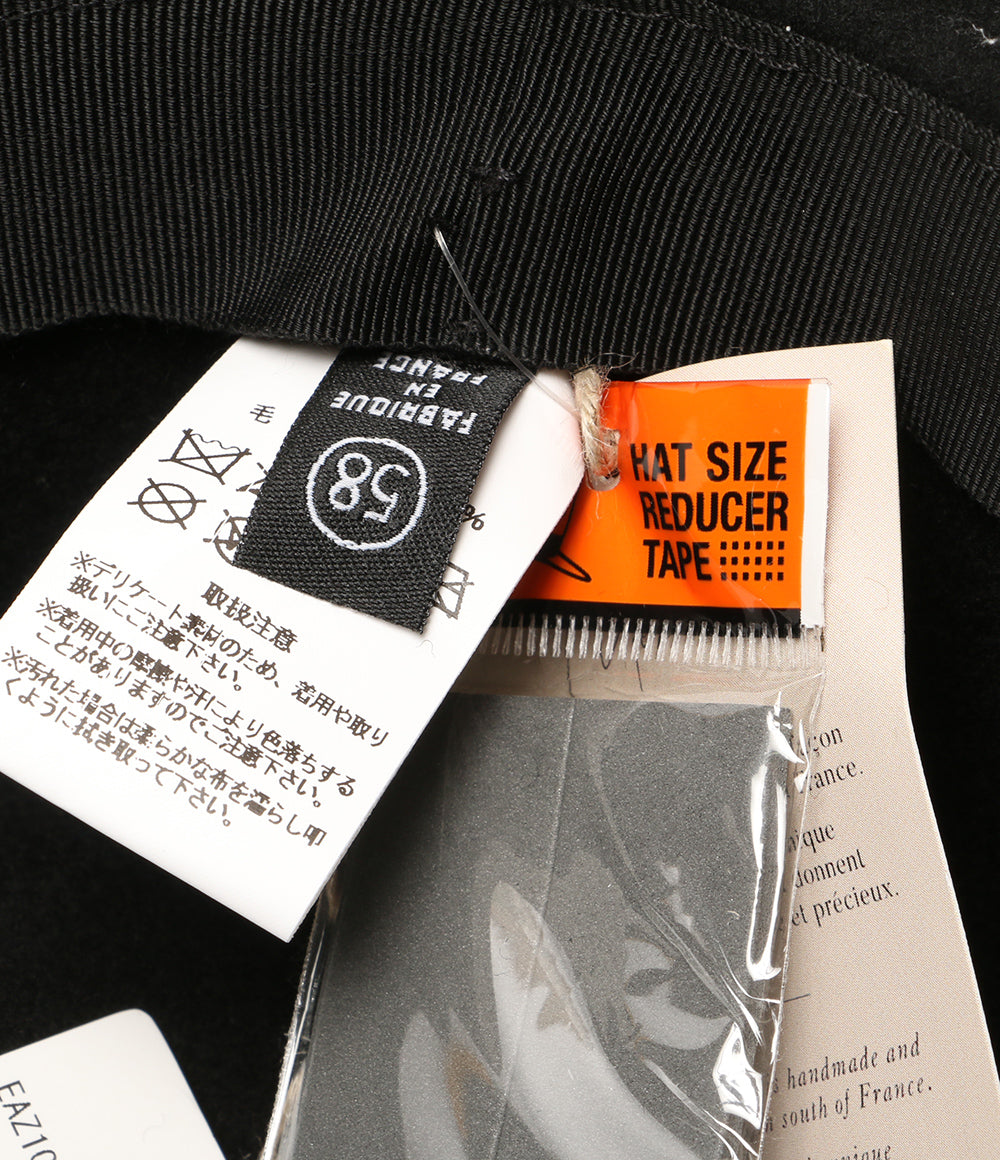 FABRIQUE
EN
FRANCE
58
毛
%
取扱注意
※デリケート素材のため、着用や取り
扱いにご注意下さい。
※着用中の摩擦や汗により色落ちする
ことがありますのでご注意下さい。
※汚れた場合は柔らかな布を濡らし叩
くように拭き取って下さい。
HAT SIZE
REDUCER
TAPE
et précieux.
donnent
handmade and
south of France.